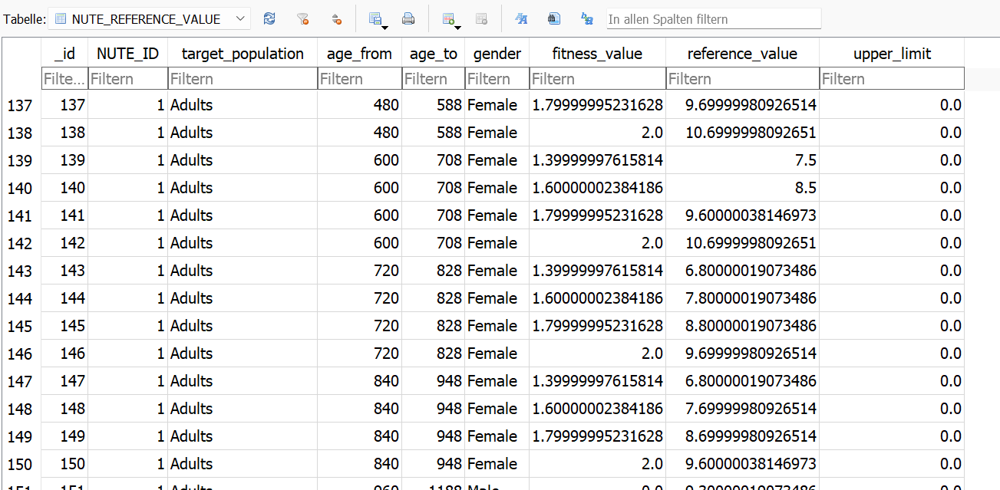 Tabelle: NUTE_REFERENCE_VALUE In allen Spalten filtern
_id NUTE_ID target_population age_from age_to gender fitness_value reference_value upper_limit
Filte... Filtern Filtern Filtern Filtern Filtern Filtern Filtern Filtern
137 137 1 Adults 480 588 Female 1.79999995231628 9.69999980926514 0.0
138 138 1 Adults 480 588 Female 2.0 10.6999998092651 0.0
139 139 1 Adults 600 708 Female 1.39999997615814 7.5 0.0
140 140 1 Adults 600 708 Female 1.60000002384186 8.5 0.0
141 141 1 Adults 600 708 Female 1.79999995231628 9.60000038146973 0.0
142 142 1 Adults 600 708 Female 2.0 10.6999998092651 0.0
143 143 1 Adults 720 828 Female 1.39999997615814 6.80000019073486 0.0
144 144 1 Adults 720 828 Female 1.60000002384186 7.80000019073486 0.0
145 145 1 Adults 720 828 Female 1.79999995231628 8.80000019073486 0.0
146 146 1 Adults 720 828 Female 2.0 9.69999980926514 0.0
147 147 1 Adults 840 948 Female 1.39999997615814 6.80000019073486 0.0
148 148 1 Adults 840 948 Female 1.60000002384186 7.69999980926514 0.0
149 149 1 Adults 840 948 Female 1.79999995231628 8.69999980926514 0.0
150 150 1 Adults 840 948 Female 2.0 9.60000038146973 0.0
151 151 1 Adults 1188 Male 0.0